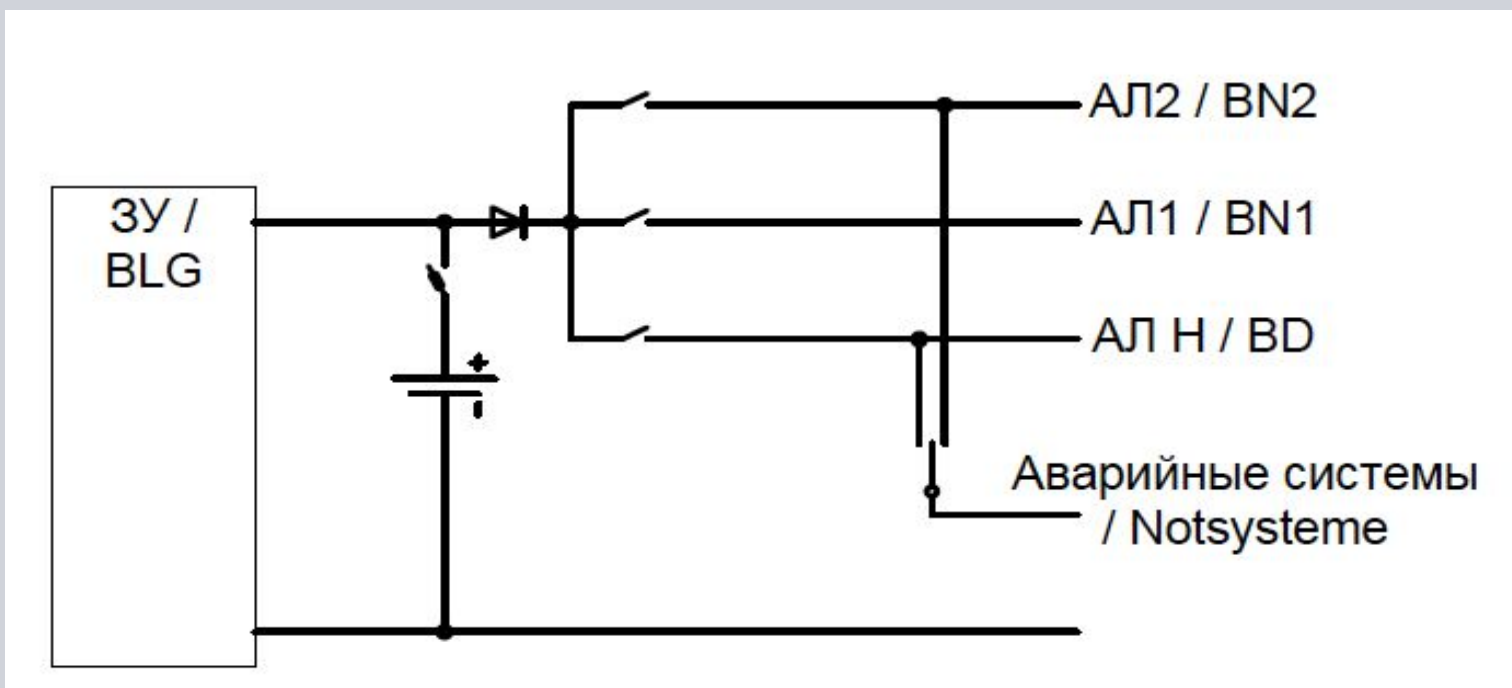 АЛ2 / BN2
ЗУ /
BLG
АЛ1 / BN1
АЛ Н / BD
+
-
Аварийные системы
/ Notsysteme